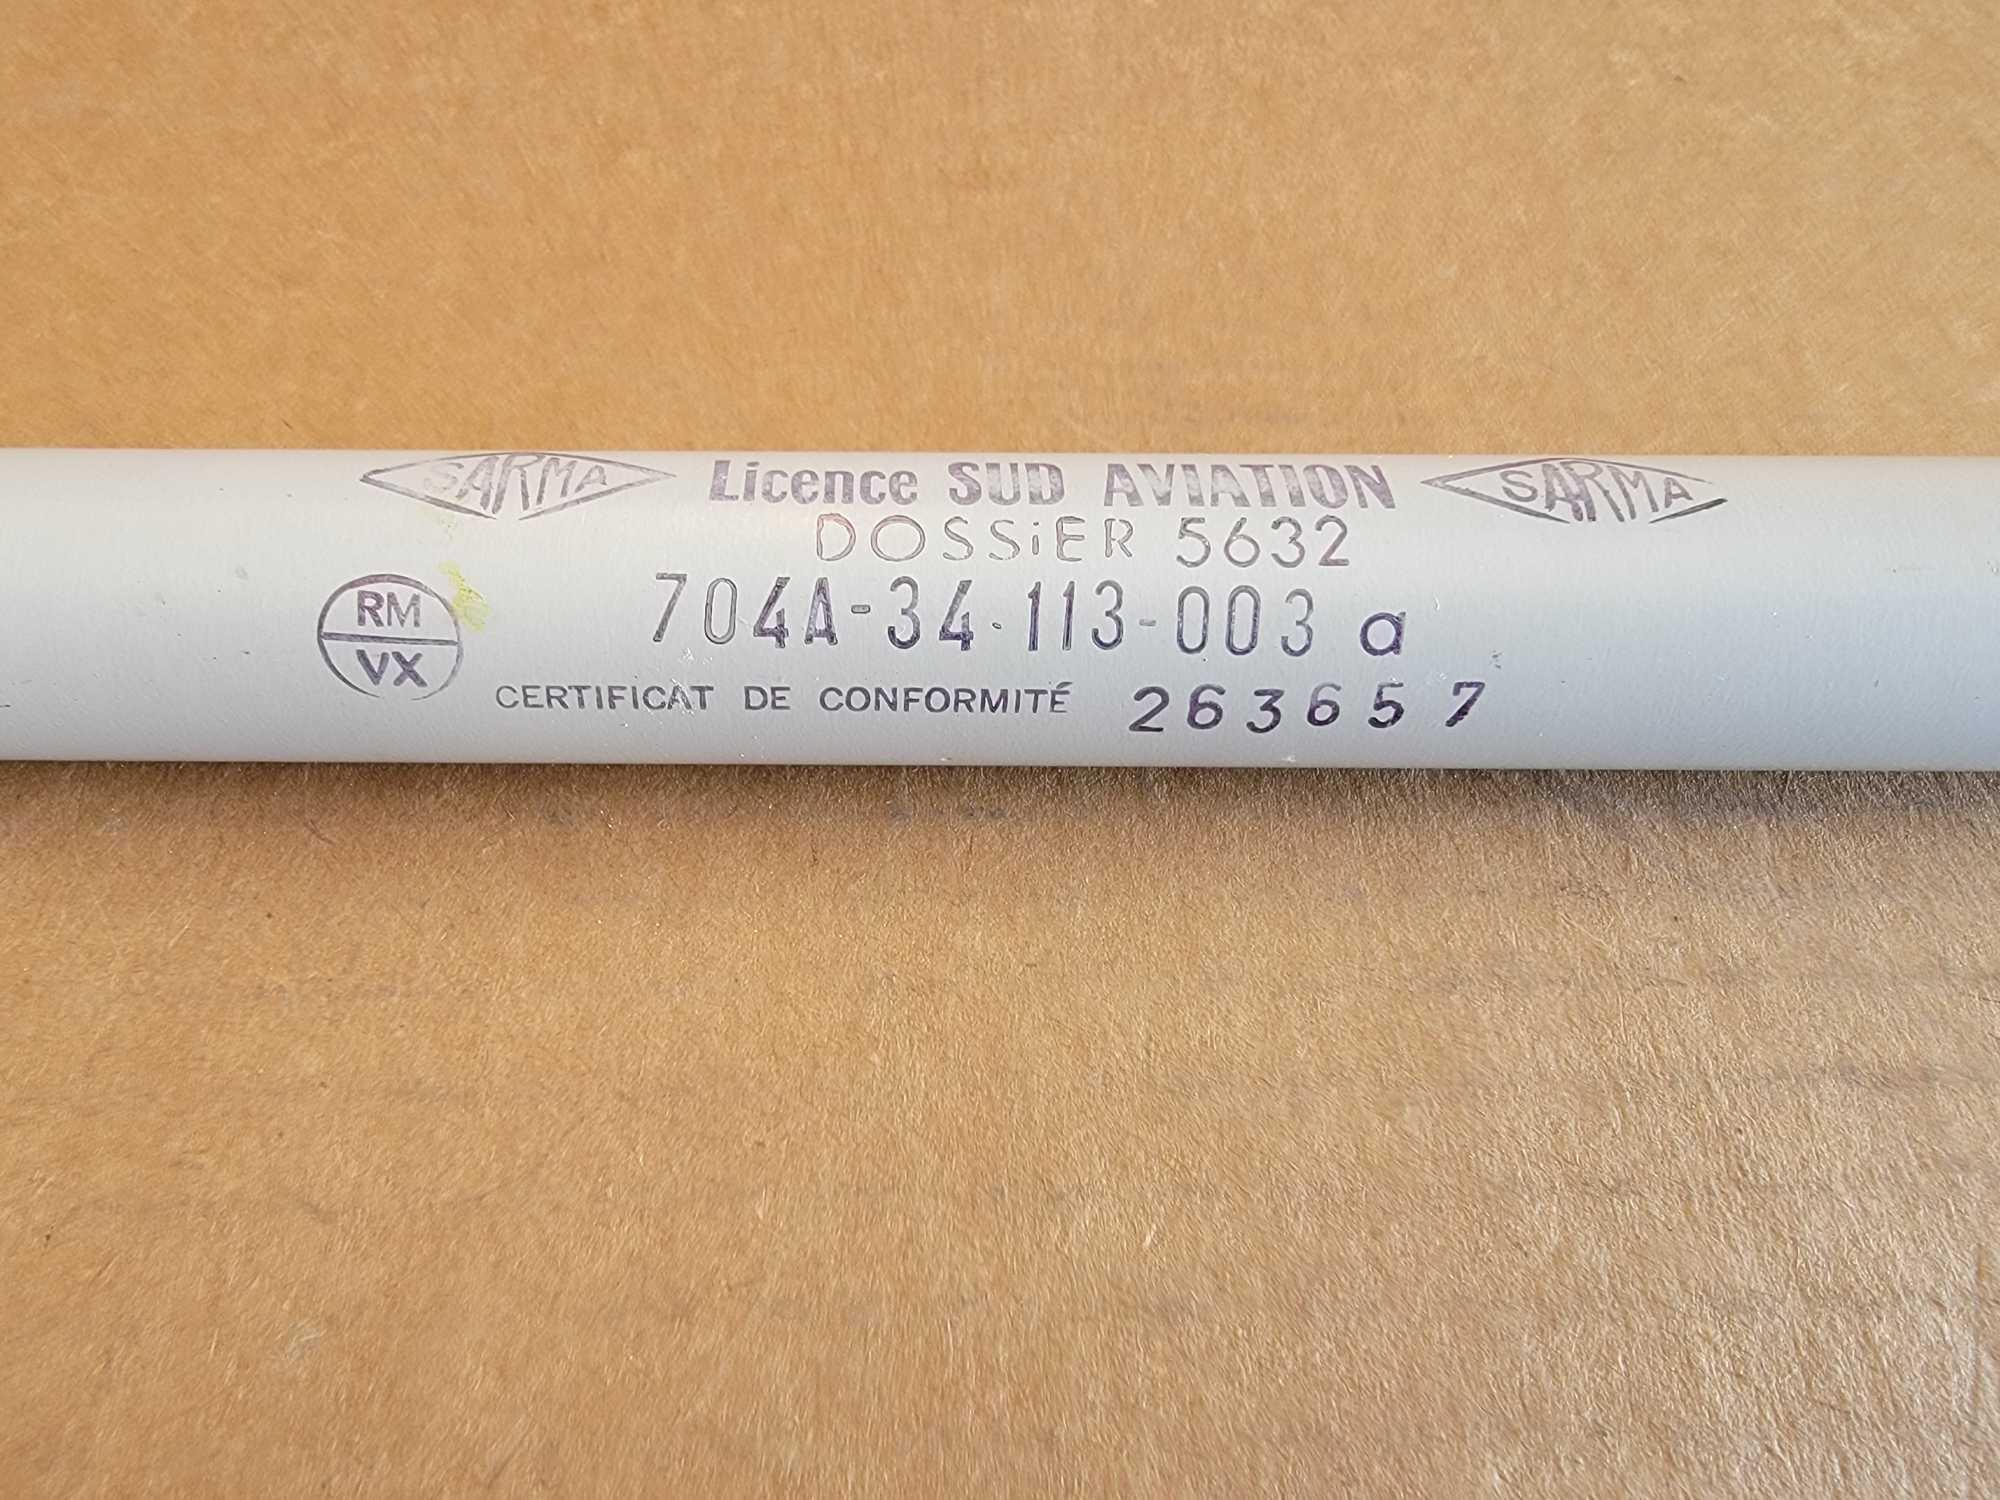 SARMA Licence SUD AVIATION SARMA
DOSSiER 5632
RM
VX
704A-34.113-003 a
CERTIFICAT DE CONFORMITÉ 263657